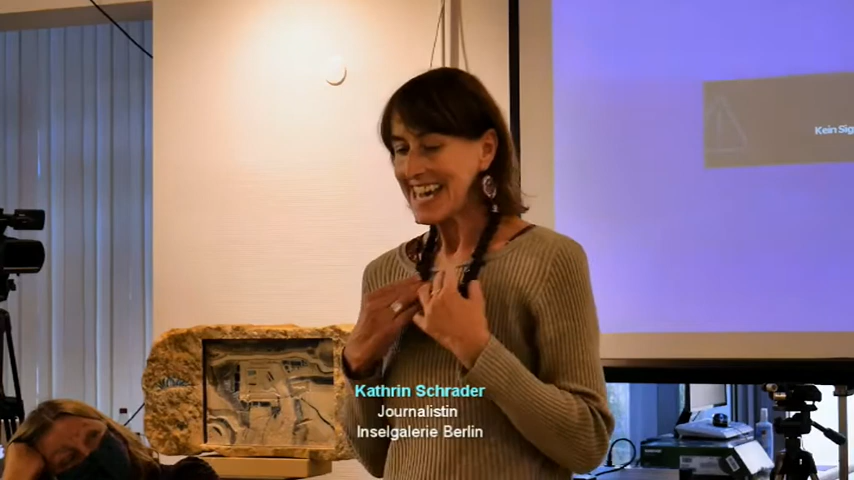 Kein Sig
Kathrin Schrader
Journalistin
Inselgalerie Berlin